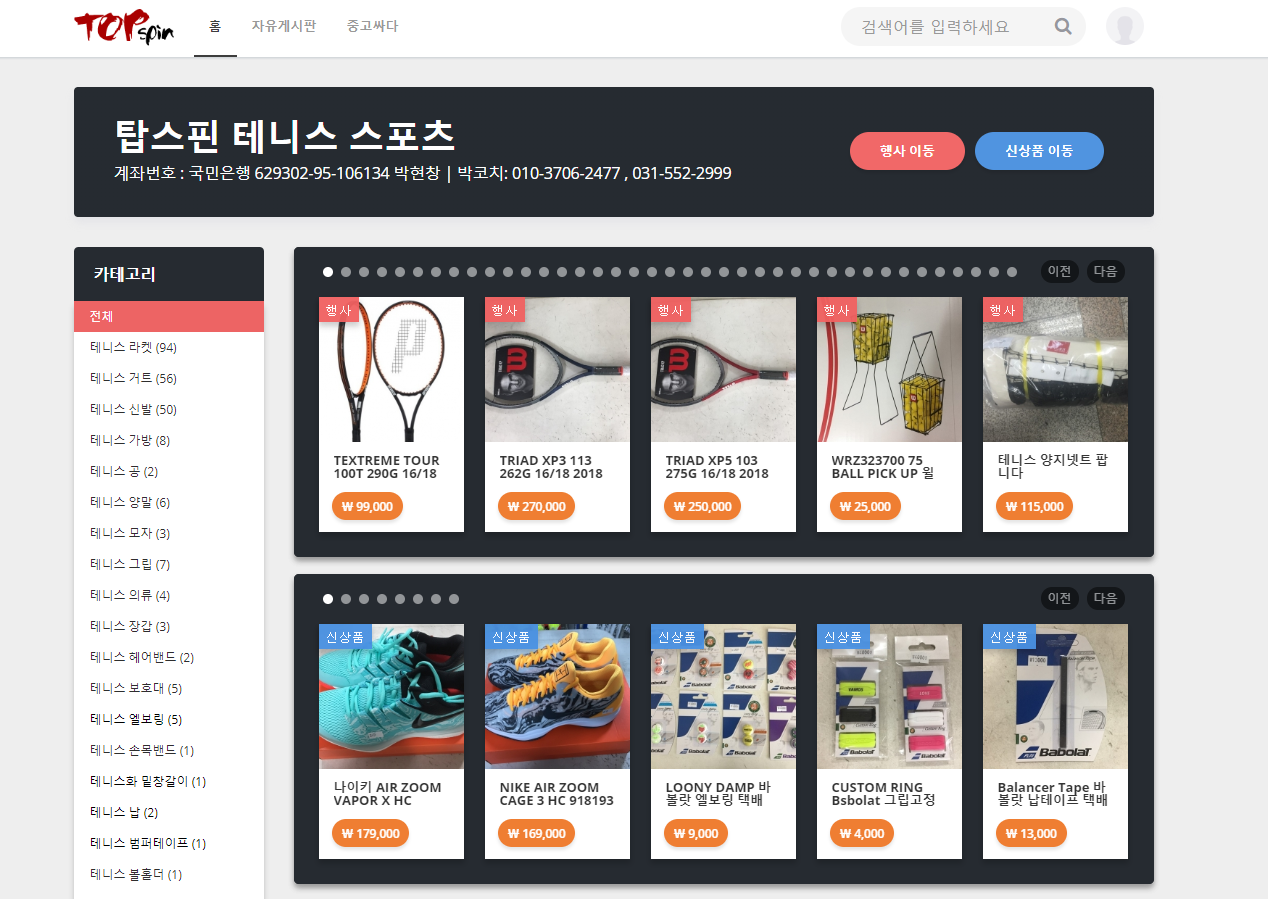 TOPspin
홈 자유게시판 중고싸다
검색어를 입력하세요
탑스핀 테니스 스포츠
계좌번호 : 국민은행 629302-95-106134 박현창 | 박코치: 010-3706-2477 , 031-552-2999
행사 이동 신상품 이동
카테고리
전체
테니스 라켓 (94)
테니스 거트 (56)
테니스 신발 (50)
테니스 가방 (8)
테니스 공 (2)
테니스 양말 (6)
테니스 모자 (3)
테니스 그립 (7)
테니스 의류 (4)
테니스 장갑 (3)
테니스 헤어밴드 (2)
테니스 보호대 (5)
테니스 엘보링 (5)
테니스 손목밴드 (1)
테니스화 밑창갈이 (1)
테니스 납 (2)
테니스 범퍼테이프 (1)
테니스 볼홀더 (1)
이전 다음
행사
TEXTREME TOUR
100T 290G 16/18
₩ 99,000
행사
TRIAD XP3 113
262G 16/18 2018
₩ 270,000
행사
TRIAD XP5 103
275G 16/18 2018
₩ 250,000
행사
WRZ323700 75
BALL PICK UP 윌
₩ 25,000
행사
테니스 양지넷트 팝
니다
₩ 115,000
이전 다음
신상품
나이키 AIR ZOOM
VAPOR X HC
₩ 179,000
신상품
NIKE AIR ZOOM
CAGE 3 HC 918193
₩ 169,000
신상품
Babolat
Babolat
LOONY DAMP 바
볼랏 엘보링 택배
₩ 9,000
신상품
Babolat
CUSTOM RING
Bsbolat 그립고정
₩ 4,000
신상품
Babolat
Balancer Tape 바
볼랏 납테이프 택배
₩ 13,000